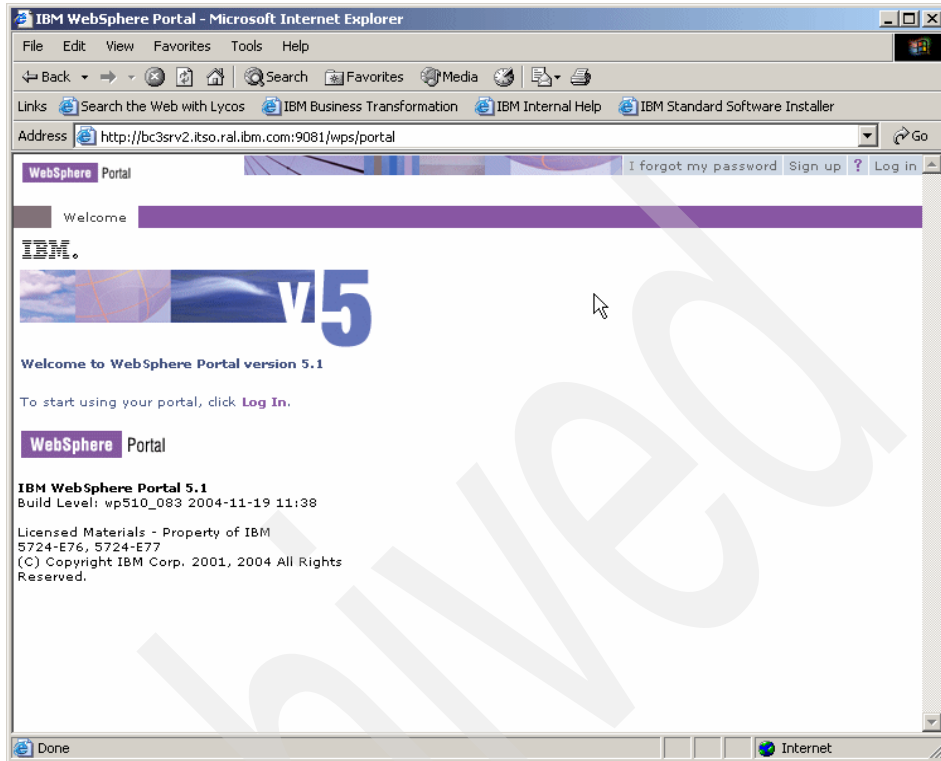 IBM WebSphere Portal - Microsoft Internet Explorer
File Edit View Favorites Tools Help
Back Search Favorites Media
Links Search the Web with Lycos IBM Business Transformation IBM Internal Help IBM Standard Software Installer
Address http://bc3srv2.itso.ral.ibm.com:9081/wps/portal Go
WebSphere Portal I forgot my password Sign up ? Log in
Welcome
IBM.
v5
Welcome to WebSphere Portal version 5.1
To start using your portal, click Log In.
WebSphere Portal
IBM WebSphere Portal 5.1
Build Level: wp510_083 2004-11-19 11:38
Licensed Materials - Property of IBM
5724-E76, 5724-E77
(C) Copyright IBM Corp. 2001, 2004 All Rights
Reserved.
hived
Done Internet